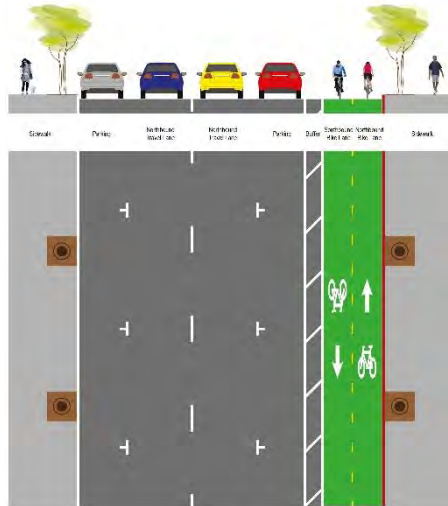 Sidewalk
Parking
Northbound
Travel Lane
Northbound
Travel Lane
Parking
Buffer
Southbound
Bike Lane
Northbound
Bike Lane
Sidewalk